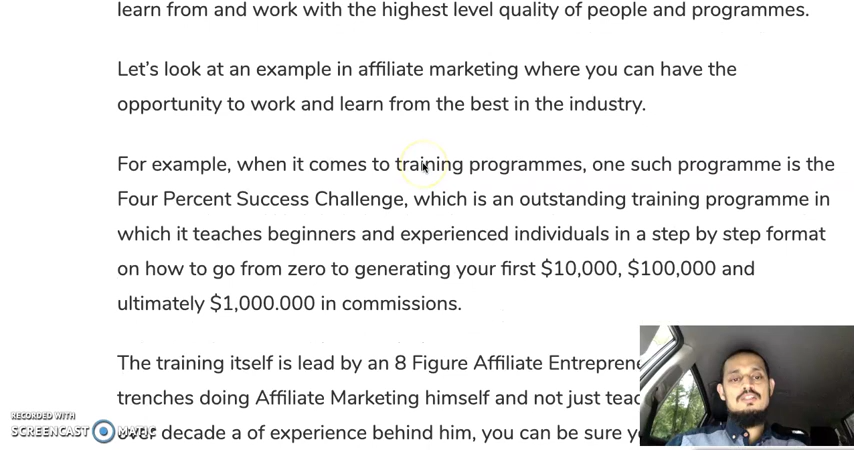 learn from and work with the highest level quality of people and programmes.
Let's look at an example in affiliate marketing where you can have the
opportunity to work and learn from the best in the industry.
For example, when it comes to training programmes, one such programme is the
Four Percent Success Challenge, which is an outstanding training programme in
which it teaches beginners and experienced individuals in a step by step format
on how to go from zero to generating your first $10,000, $100,000 and
ultimately $1,000.000 in commissions.
The training itself is lead by an 8 Figure Affiliate
trenches doing Affiliate Marketing himself and not just
RECORDED WITH
SCREENCAST MATIC
decade a of experience behind him, you can be sure